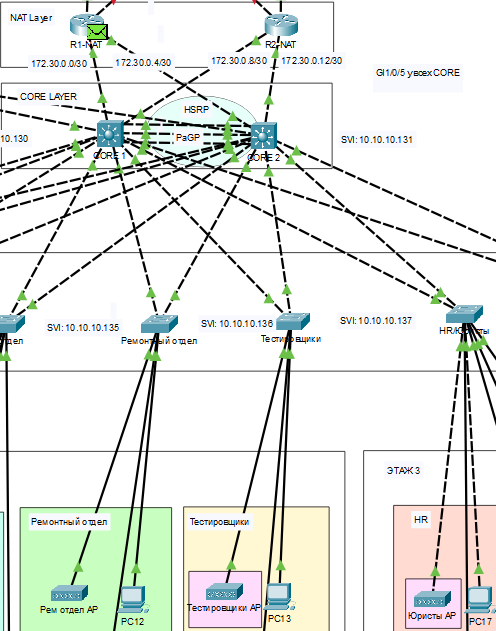 NAT Layer
R1-NAT
R2-NAT
172.30.0.0/30
172.30.0.4/30
172.30.0.8/30
172.30.0.12/30
GI1/0/5 у всех CORE
CORE LAYER
HSRP
PaGP
10.130
CORE 1
CORE 2
SVI: 10.10.10.131
SVI: 10.10.10.135
SVI: 10.10.10.136
SVI: 10.10.10.137
тдел
Ремонтный отдел
Тестировщики
ЭТАЖ 3
Ремонтный отдел
Тестировщики
HR
Рем отдел AP
PC12
Тестировщики AP
PC13
Юристы AP
PC17